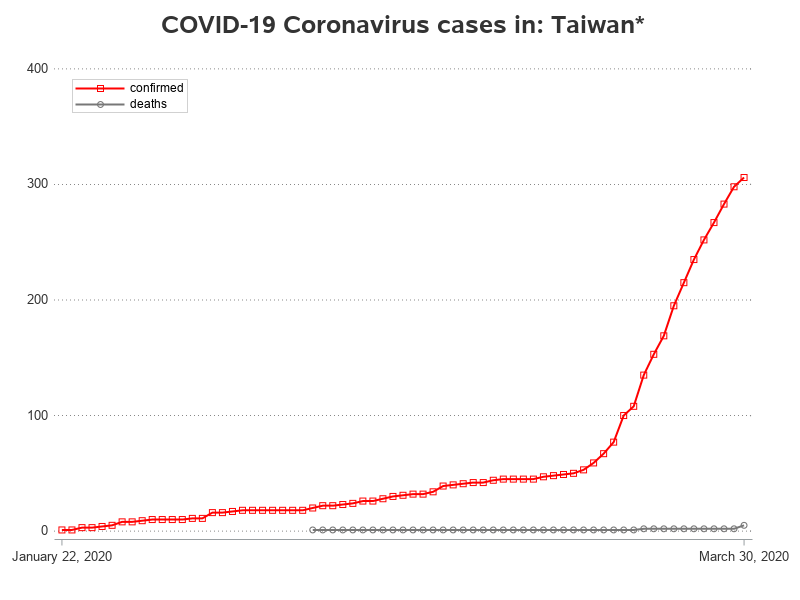 COVID-19 Coronavirus cases in: Taiwan*
400
confirmed
deaths
300
200
100
0
January 22, 2020
March 30, 2020